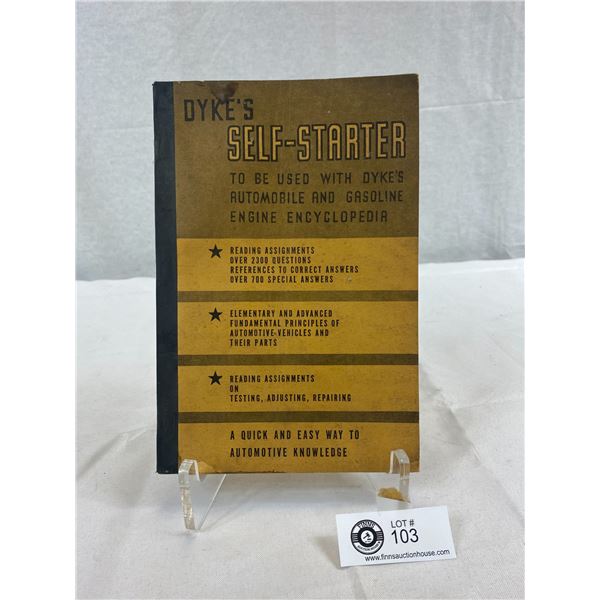 DYKE'S
SELF-STARTER
TO BE USED WITH DYKE'S
AUTOMOBILE AND GASOLINE
ENGINE ENCYCLOPEDIA
READING ASSIGNMENTS
OVER 2300 QUESTIONS
REFERENCES TO CORRECT ANSWERS
OVER 700 SPECIAL ANSWERS
ELEMENTARY AND ADVANCED
FUNDAMENTAL PRINCIPLES OF
AUTOMOTIVE-VEHICLES AND
THEIR PARTS
READING ASSIGNMENTS
ON
TESTING, ADJUSTING, REPAIRING
A QUICK AND EASY WAY TO
AUTOMOTIVE KNOWLEDGE
FINNS
LOT #
103
www.finnsauctionhouse.com